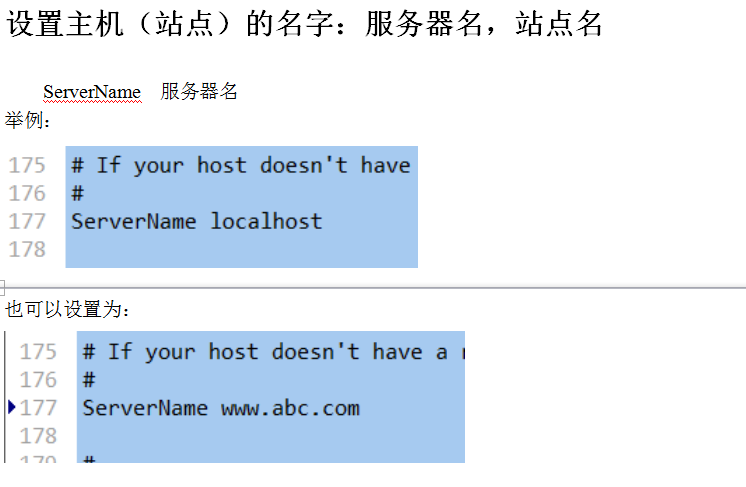 设置主机（站点）的名字：服务器名，站点名
ServerName 服务器名
举例：
175 # If your host doesn't have
176 #
177 ServerName localhost
178
也可以设置为：
175 # If your host doesn't have a
176 #
177 ServerName www.abc.com
178
179 #